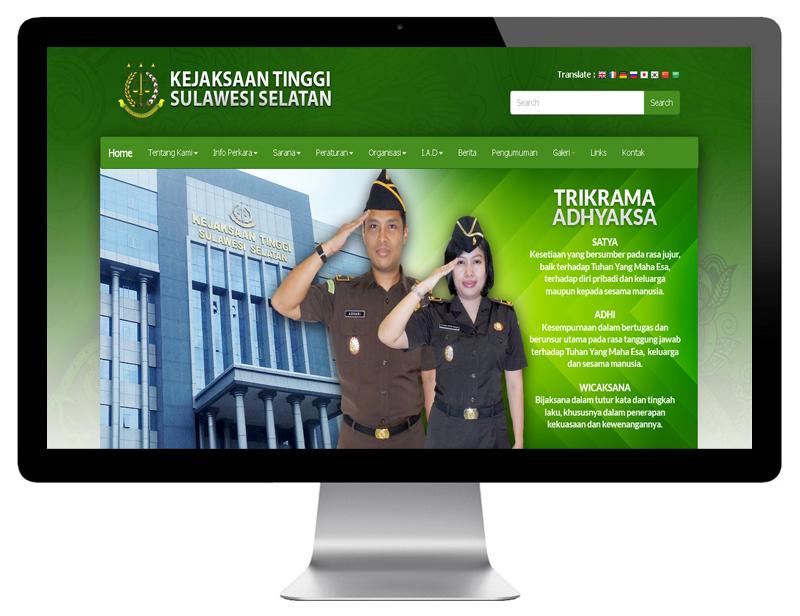 KEJAKSAAN TINGGI
SULAWESI SELATAN
Translate :
Search
Search
Home
Tentang Kami
Info Perkara
Sarana
Peraturan
Organisasi
I.A.D
Berita
Pengumuman
Galeri
Links
Kontak
KEJAKSAAN TINGGI
SULAWESI SELATAN
TRIKRAMA
ADHYAKSA
SATYA
Kesetiaan yang bersumber pada rasa jujur,
baik terhadap Tuhan Yang Maha Esa,
terhadap diri pribadi dan keluarga
maupun kepada sesama manusia.
ADHI
Kesempurnaan dalam bertugas dan
berunsur utama pada rasa tanggung jawab
terhadap Tuhan Yang Maha Esa, keluarga
dan sesama manusia.
WICAKSANA
Bijaksana dalam tutur kata dan tingkah
laku, khususnya dalam penerapan
kekuasaan dan kewenangannya.